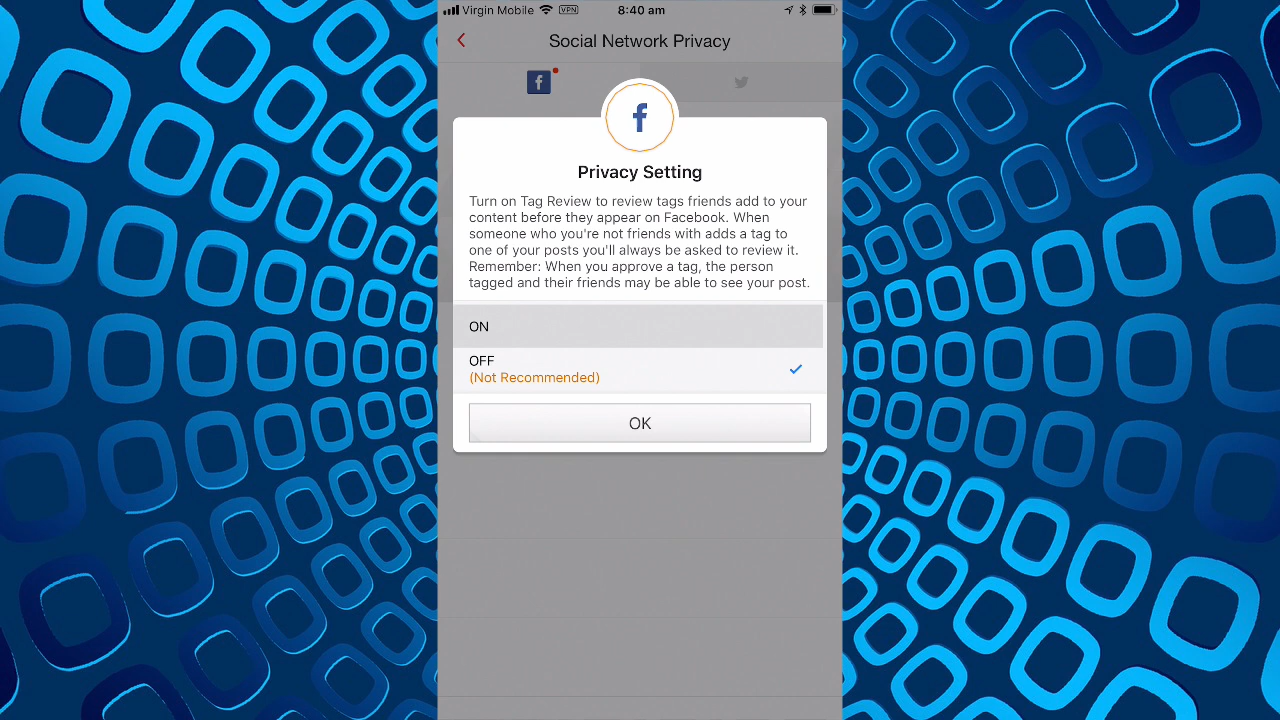 Virgin Mobile VPN 8:40 am
Social Network Privacy
Privacy Setting
Turn on Tag Review to review tags friends add to your
content before they appear on Facebook. When
someone who you're not friends with adds a tag to
one of your posts you'll always be asked to review it.
Remember: When you approve a tag, the person
tagged and their friends may be able to see your post.
ON
OFF
(Not Recommended)
OK